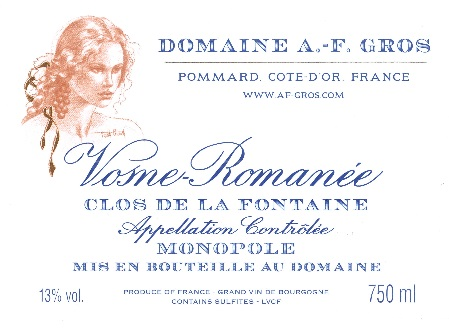 DOMAINE A.-F. GROS
POMMARD, COTE-D'OR, FRANCE
WWW.AF-GROS.COM
Vosne-Romanée
CLOS DE LA FONTAINE
Appellation Contrôlée
MONOPOLE
MIS EN BOUTEILLE AU DOMAINE
13% vol.
PRODUCE OF FRANCE - GRAND VIN DE BOURGOGNE
CONTAINS SULFITES - LVCF
750 ml